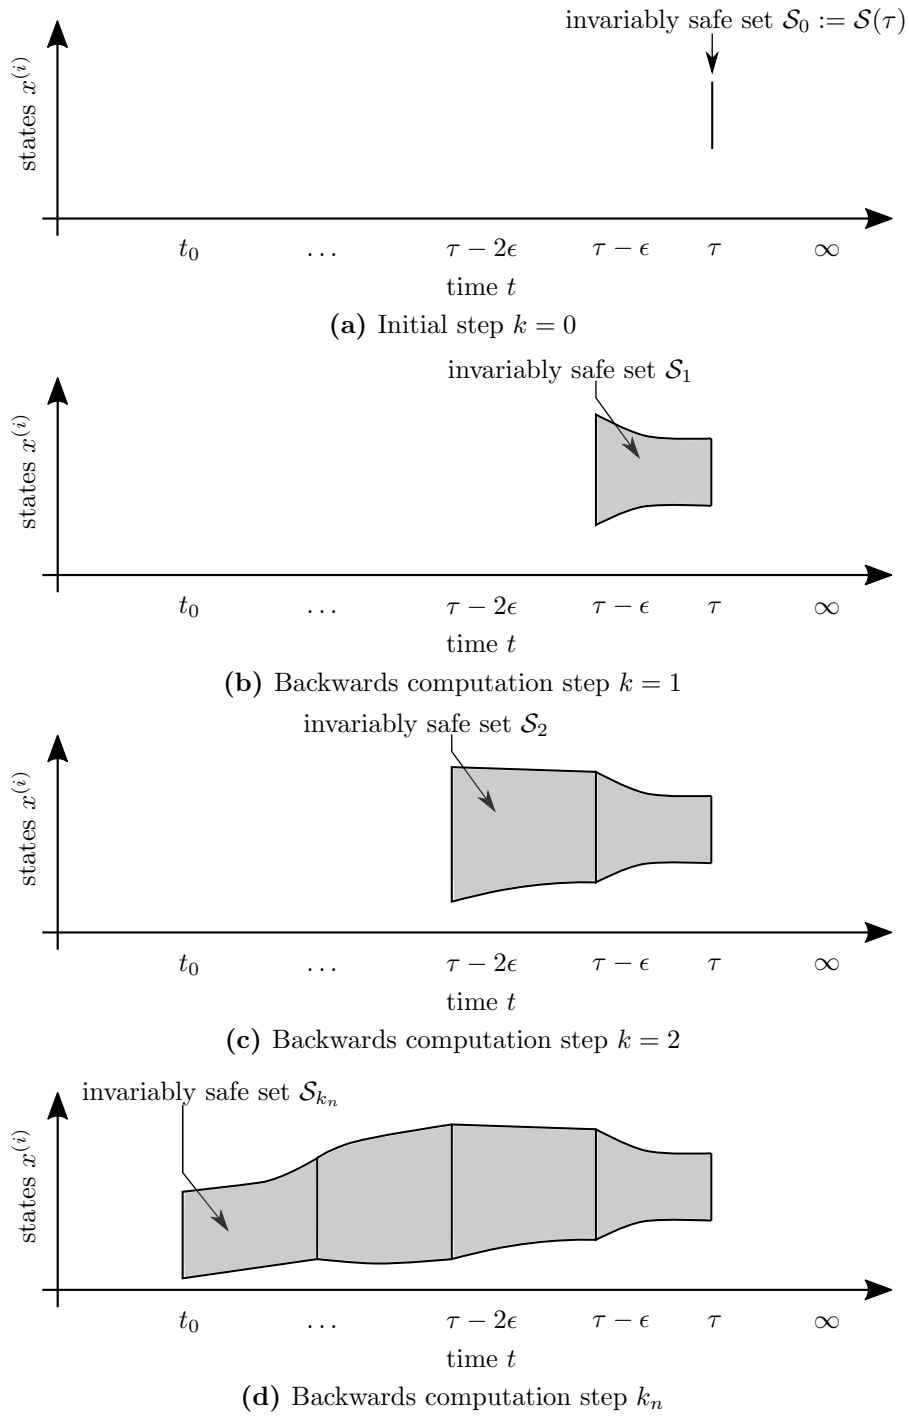 invariably safe set 𝒮₀ := 𝒮(τ)
states x⁽ⁱ⁾
t₀ … τ − 2ϵ τ − ϵ τ ∞
time t
(a) Initial step k = 0
invariably safe set 𝒮₁
states x⁽ⁱ⁾
t₀ … τ − 2ϵ τ − ϵ τ ∞
time t
(b) Backwards computation step k = 1
invariably safe set 𝒮₂
states x⁽ⁱ⁾
t₀ … τ − 2ϵ τ − ϵ τ ∞
time t
(c) Backwards computation step k = 2
invariably safe set 𝒮ₖₙ
states x⁽ⁱ⁾
t₀ … τ − 2ϵ τ − ϵ τ ∞
time t
(d) Backwards computation step kₙ